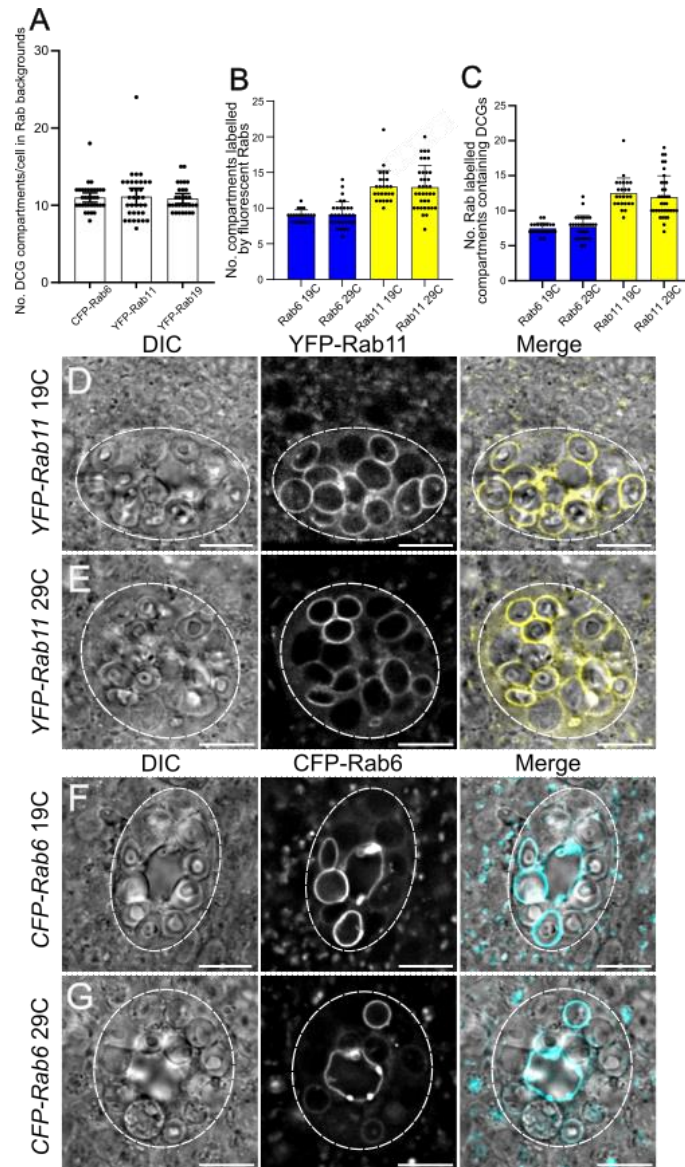 A
No. DCG compartments/cell in Rab backgrounds
30
20
10
0
CFP-Rab6
YFP-Rab11
YFP-Rab19
B
No. compartments labelled
by fluorescent Rabs
25
20
15
10
5
0
Rab6 19C
Rab6 29C
Rab11 19C
Rab11 29C
C
No. Rab labelled
compartments containing DCGs
25
20
15
10
5
0
Rab6 19C
Rab6 29C
Rab11 19C
Rab11 29C
DIC YFP-Rab11 Merge
D
YFP-Rab11 19C
E
YFP-Rab11 29C
DIC CFP-Rab6 Merge
F
CFP-Rab6 19C
G
CFP-Rab6 29C